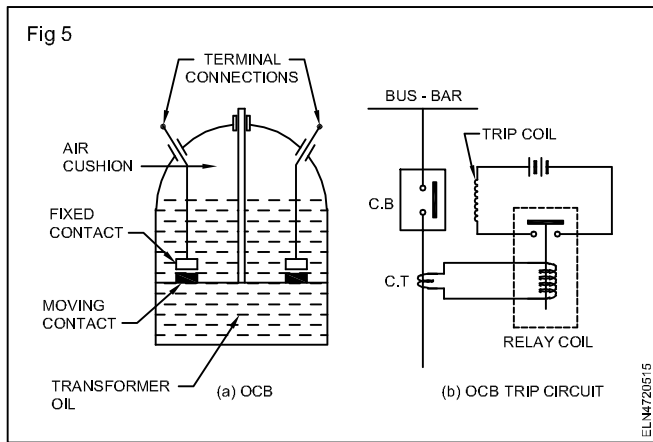 Fig 5
TERMINAL
CONNECTIONS
AIR
CUSHION
FIXED
CONTACT
MOVING
CONTACT
TRANSFORMER
OIL
(a) OCB
BUS - BAR
TRIP COIL
C.B
C.T
RELAY COIL
(b) OCB TRIP CIRCUIT
ELN4720515